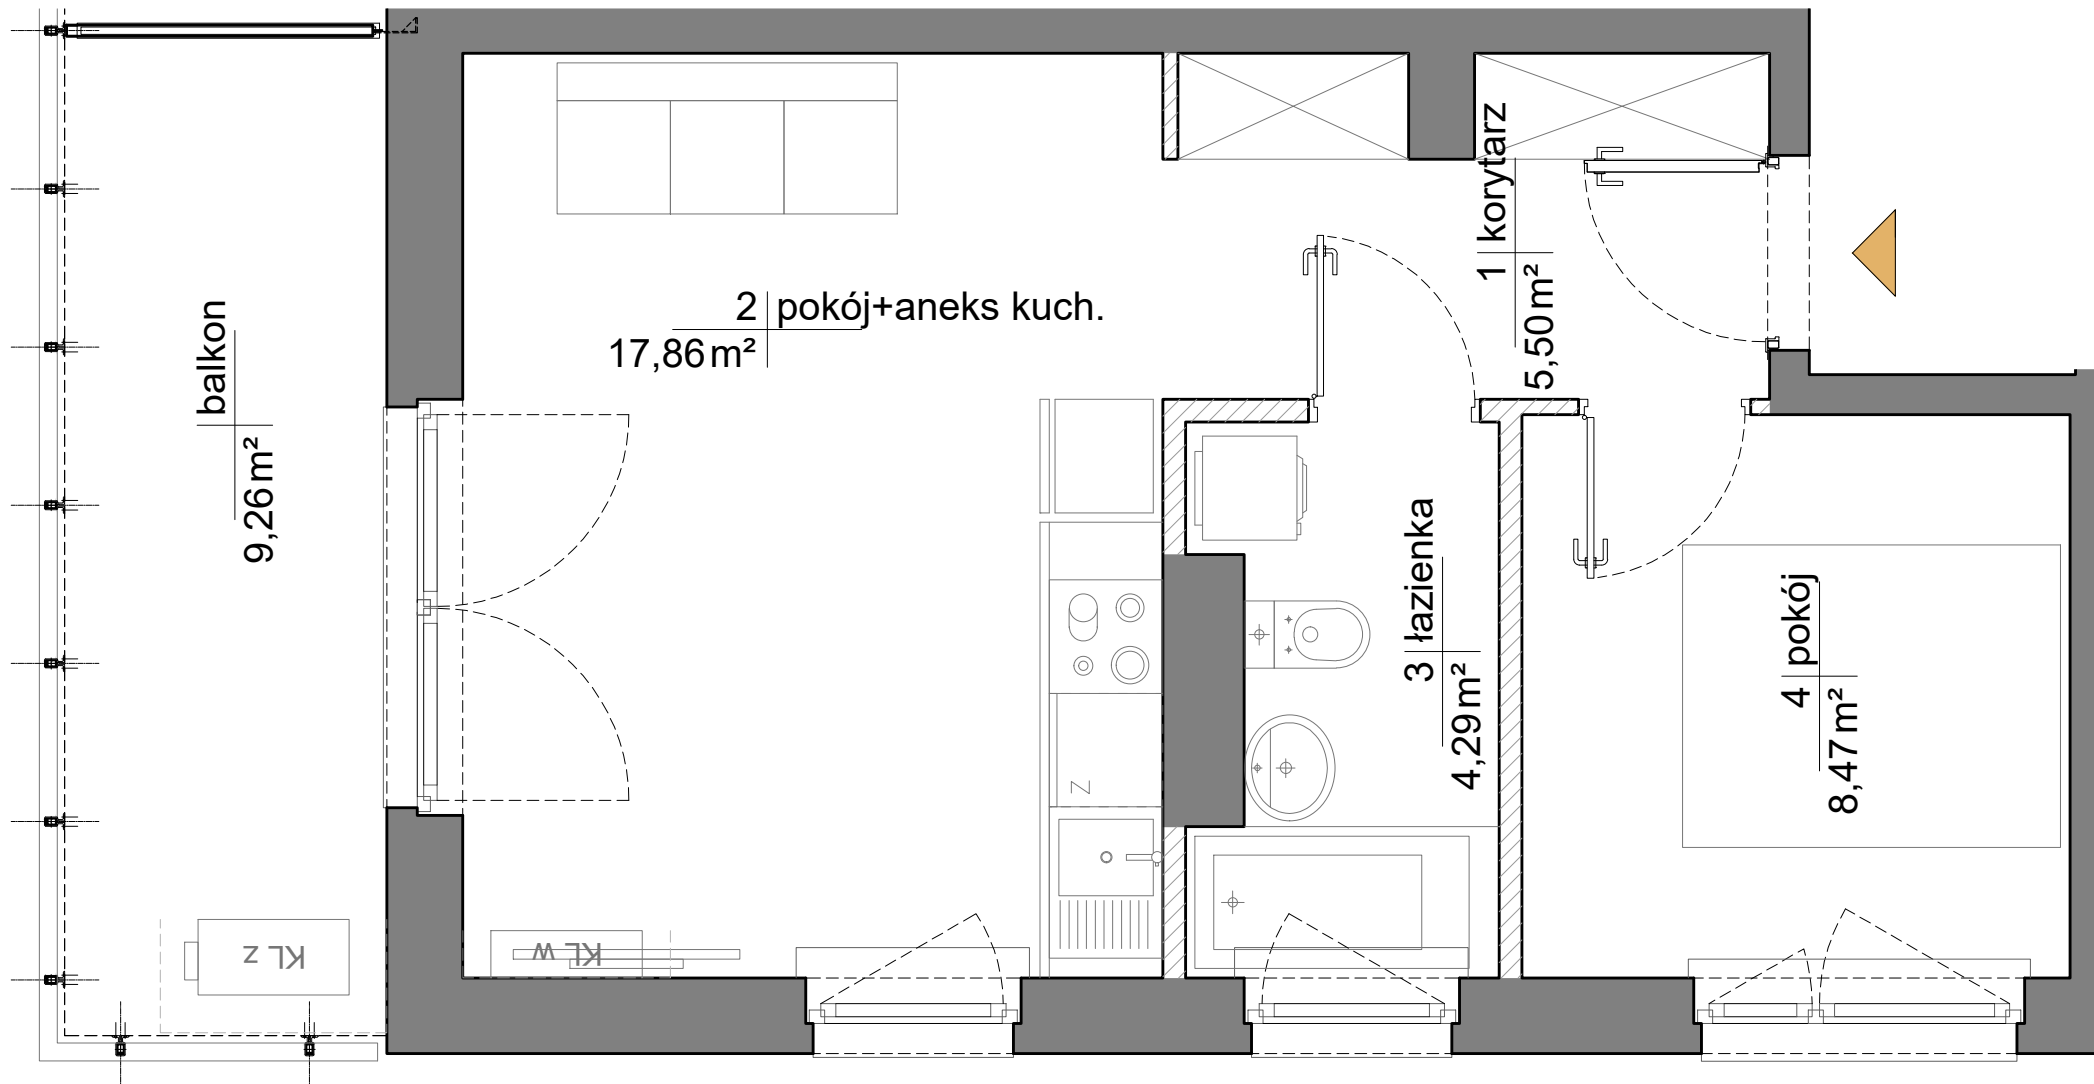 balkon
9,26 m²
2 pokój+aneks kuch.
17,86 m²
1 korytarz
5,50 m²
3 łazienka
4,29 m²
4 pokój
8,47 m²
Z
KL z
KL w